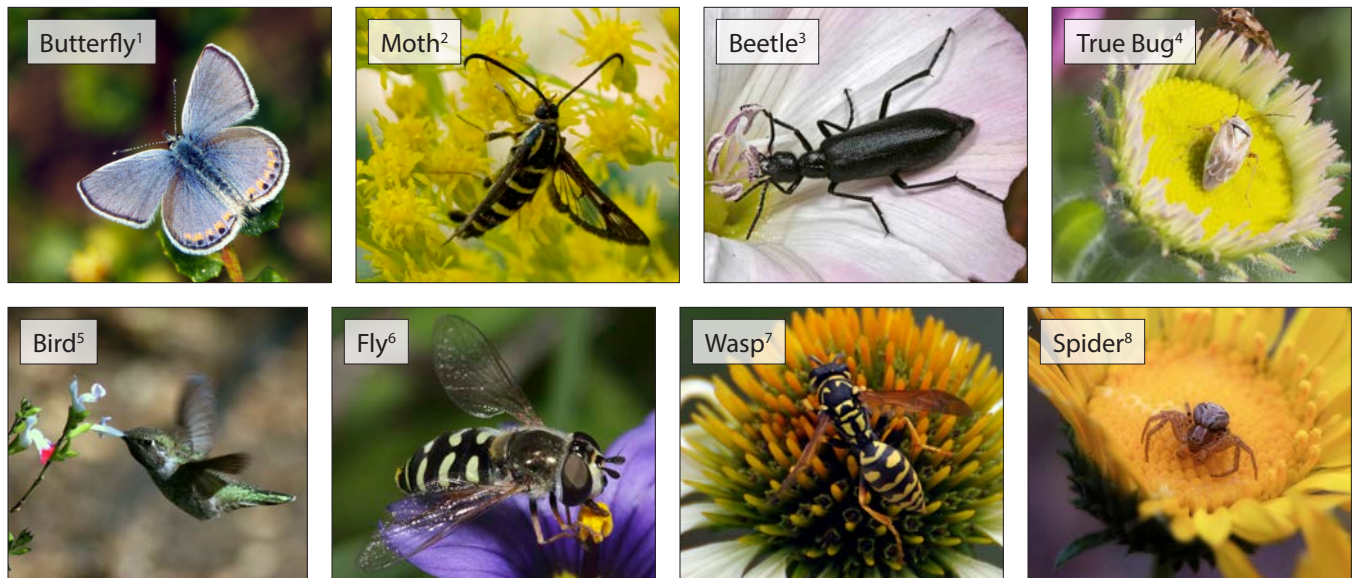 Butterfly¹
Moth²
Beetle³
True Bug⁴
Bird⁵
Fly⁶
Wasp⁷
Spider⁸